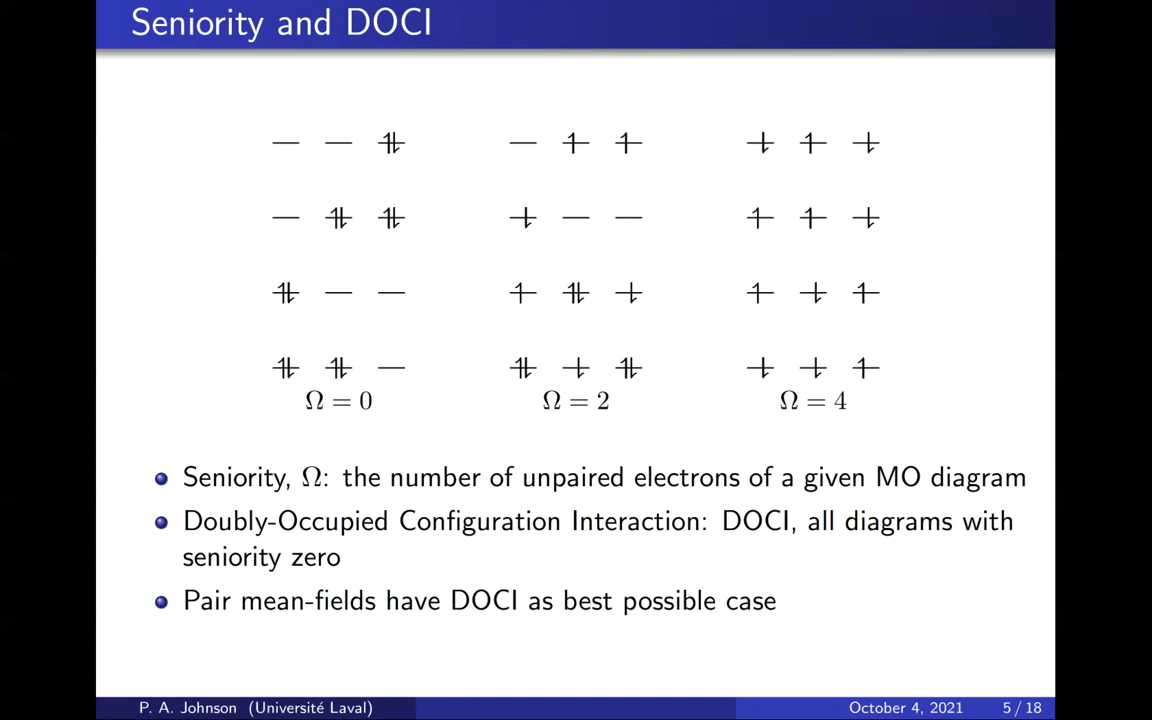 Seniority and DOCI
Ω = 0
Ω = 2
Ω = 4
Seniority, Ω: the number of unpaired electrons of a given MO diagram
Doubly-Occupied Configuration Interaction: DOCI, all diagrams with
seniority zero
Pair mean-fields have DOCI as best possible case
P. A. Johnson (Université Laval)
October 4, 2021
5 / 18